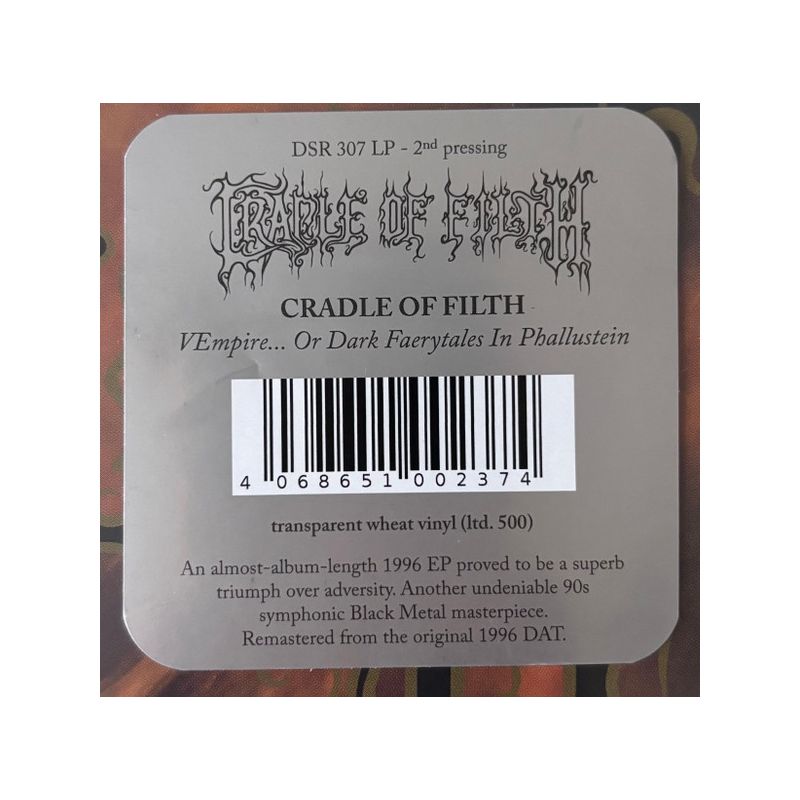 DSR 307 LP - 2nd pressing
CRADLE OF FILTH
CRADLE OF FILTH
VEmpire... Or Dark Faerytales In Phallustein
4 068651 002374
transparent wheat vinyl (ltd. 500)
An almost-album-length 1996 EP proved to be a superb
triumph over adversity. Another undeniable 90s
symphonic Black Metal masterpiece.
Remastered from the original 1996 DAT.